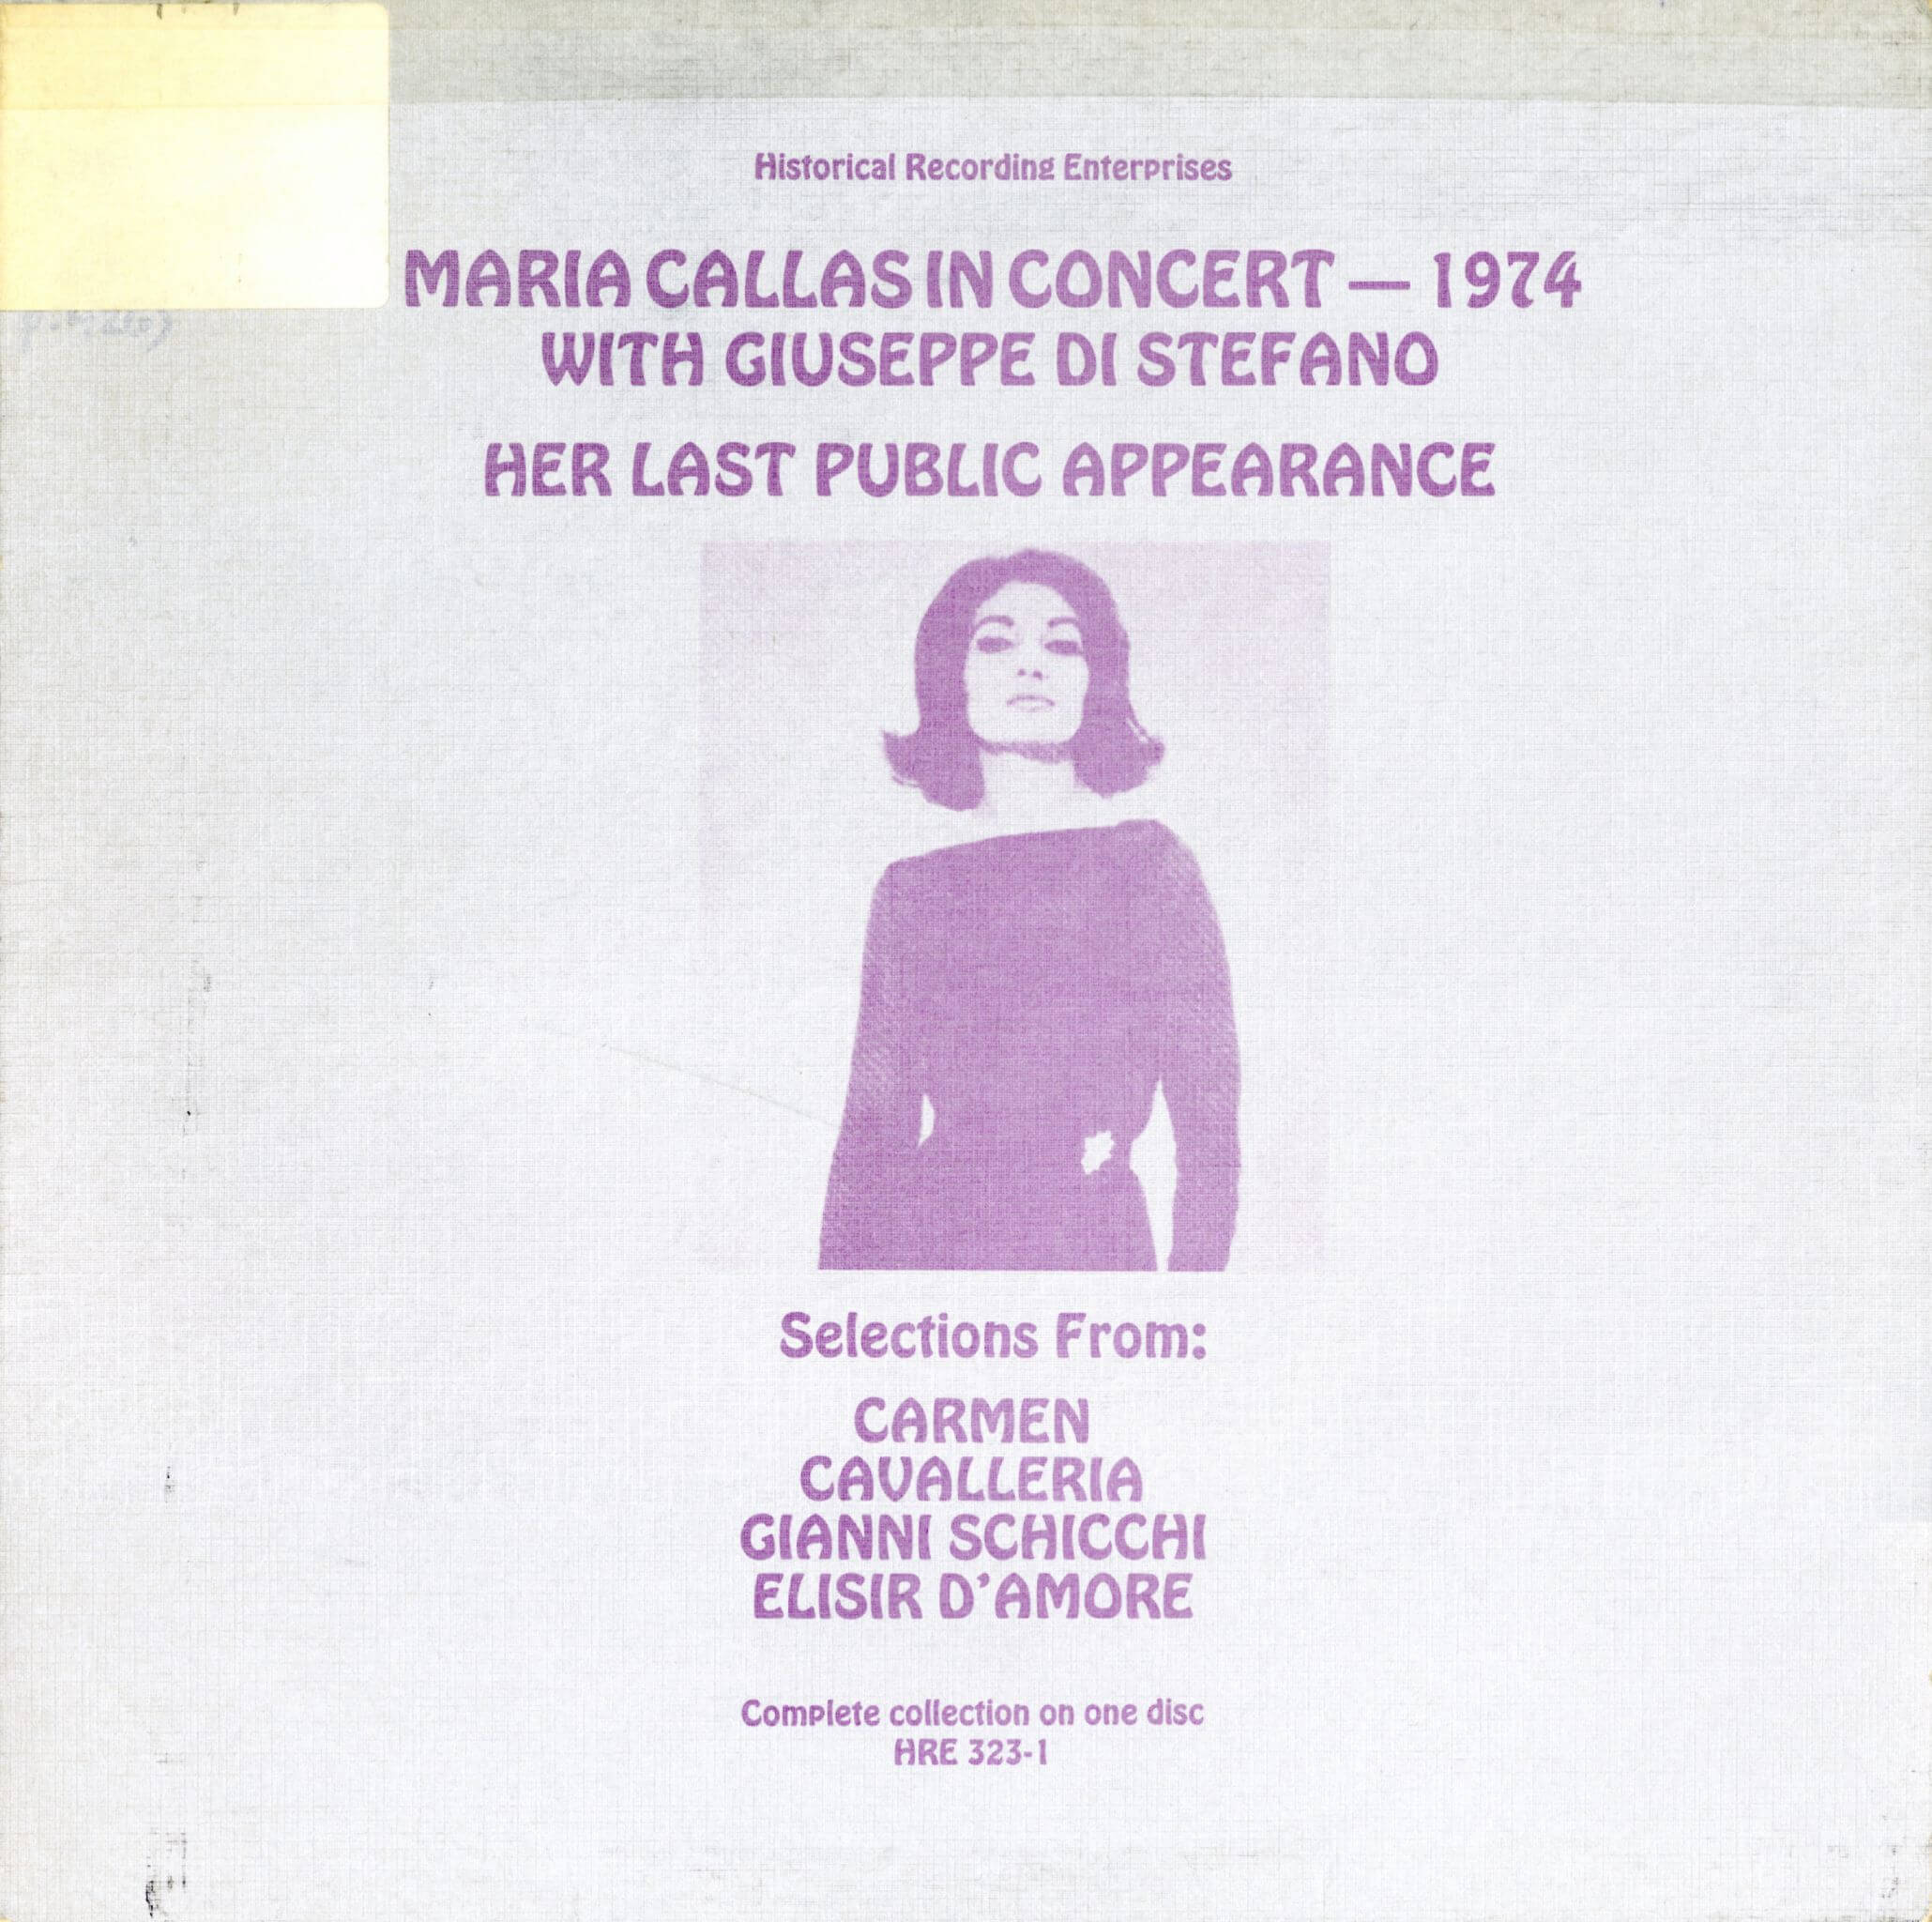 Historical Recording Enterprises
MARIA CALLAS IN CONCERT — 1974
WITH GIUSEPPE DI STEFANO
HER LAST PUBLIC APPEARANCE
Selections From:
CARMEN
CAVALLERIA
GIANNI SCHICCHI
ELISIR D'AMORE
Complete collection on one disc
HRE 323-1